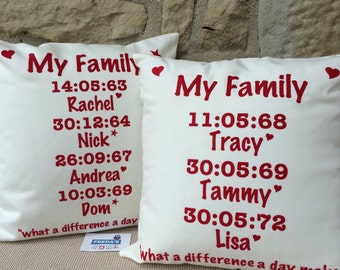 My Family
14:05:63
Rachel
30:12:64
Nick
26:09:67
Andrea
10:03:69
Dom
"what a difference a day
FREDA'S
My Family
11:05:68
Tracy
30:05:69
Tammy
30:05:72
Lisa
"what a difference a day